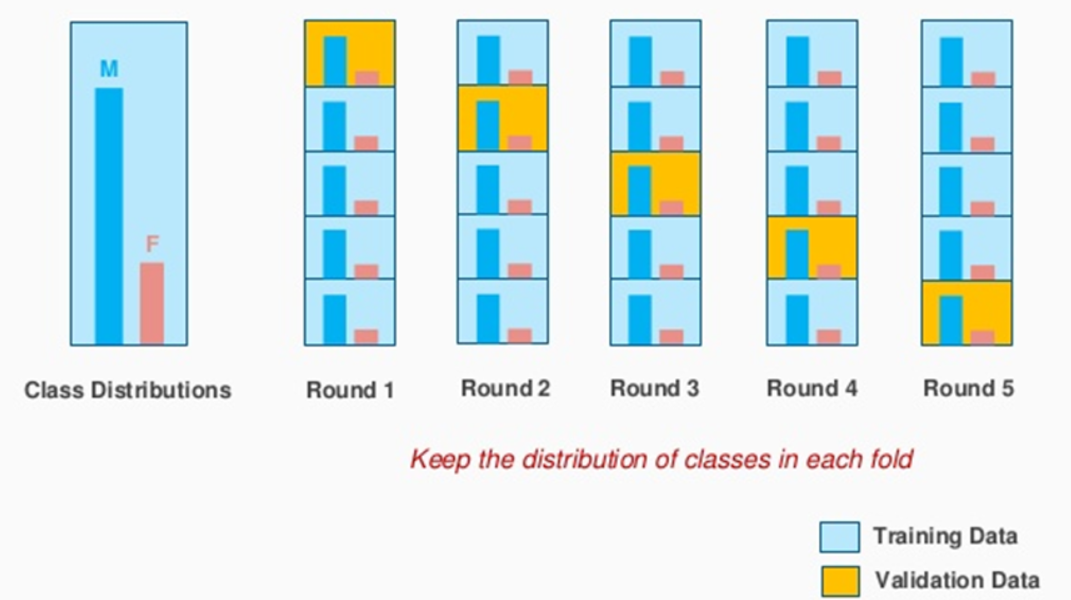 M
F
Class Distributions
Round 1
Round 2
Round 3
Round 4
Round 5
Keep the distribution of classes in each fold
Training Data
Validation Data